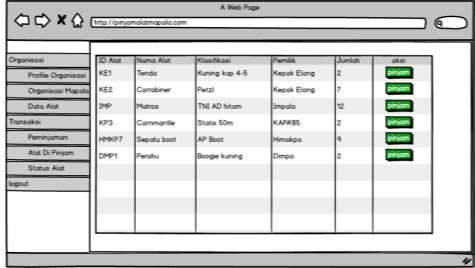 A Web Page
http://pinjamalatmapala.com
Organisasi
Profile Organisasi
Organisasi Mapala
Data Alat
Transaksi
Peminjaman
Alat Di Pinjam
Status Alat
logout
ID Alat Nama Alat Klasifikasi Pemilik Jumlah aksi
KE1 Tenda Kuning kap 4-5 Kepak Elang 2 pinjam
KE2 Carrabiner Petzl Kepak Elang 7 pinjam
IMP Matras TNI AD hitam Impala 12 pinjam
KP3 Carnmantle Statis 50m KAPA'85 2 pinjam
HMKP7 Sepatu boot AP Boot Himakpa 9 pinjam
DMP1 Perahu Boogie kuning Dimpa 2 pinjam